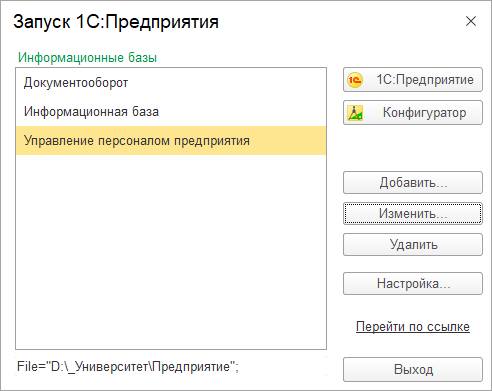 Запуск 1С:Предприятия
Информационные базы
Документооборот
Информационная база
Управление персоналом предприятия
1С:Предприятие
Конфигуратор
Добавить...
Изменить...
Удалить
Настройка...
Перейти по ссылке
File="D:\_Университет\Предприятие";
Выход